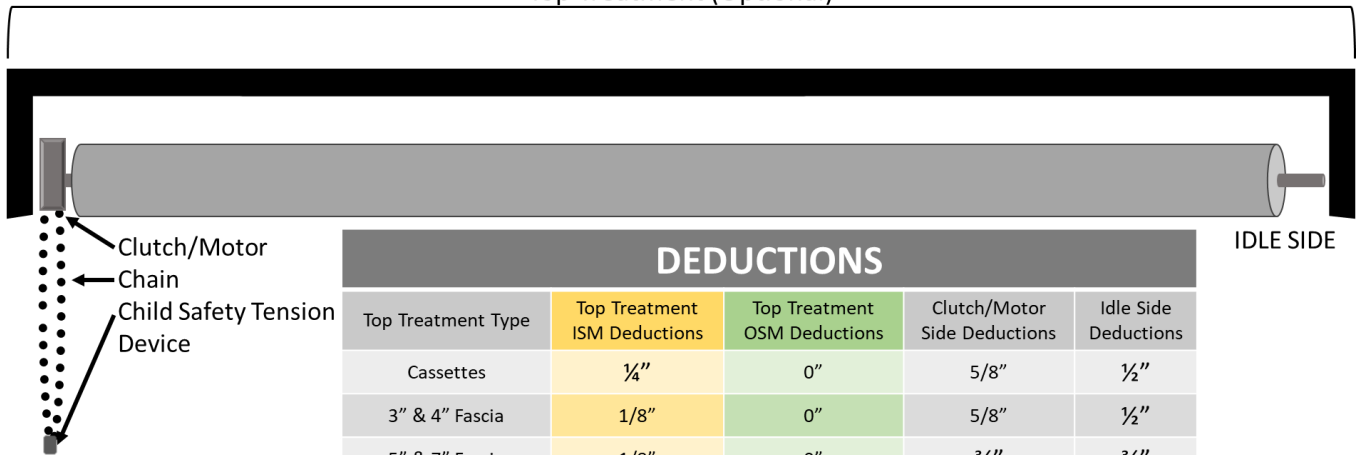 Clutch/Motor
Chain
Child Safety Tension
Device
IDLE SIDE
DEDUCTIONS
Top Treatment Type
Top Treatment
ISM Deductions
Top Treatment
OSM Deductions
Clutch/Motor
Side Deductions
Idle Side
Deductions
Cassettes
¼”
0”
5/8”
½”
3” & 4” Fascia
1/8”
0”
5/8”
½”